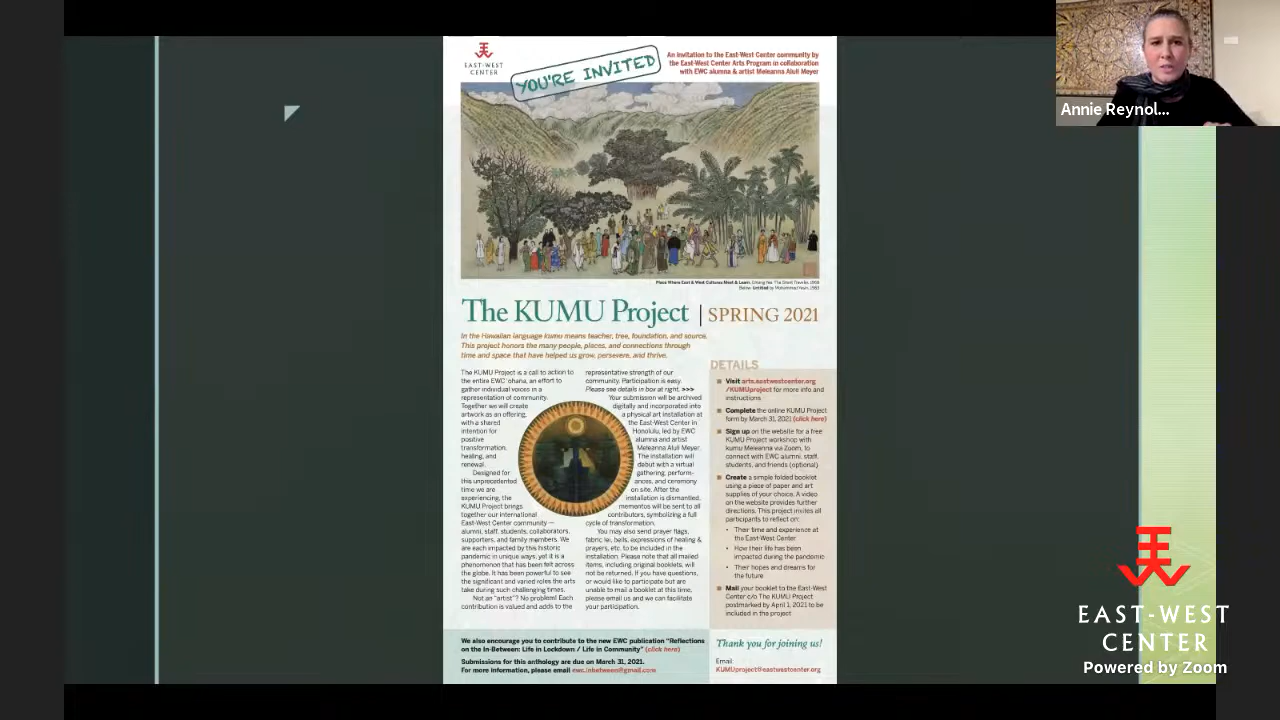 EAST-WEST
CENTER
YOU'RE INVITED
An invitation to the East-West Center community by
the East-West Center Arts Program in collaboration
with EWC alumna & artist Meleanna Aluli Meyer
Annie Reynol...
Place Where East & West Cultures Meet & Learn
The KUMU Project | SPRING 2021
In the Hawaiian language kumu means teacher, tree, foundation, and source.
This project honors the many people, places, and connections through
time and space that have helped us grow, persevere, and thrive.
The KUMU Project is a call to action to
the entire EWC ʻohana, an effort to
gather individual voices in a
representation of community.
Together we will create
artwork as an offering,
with a shared
intention for
positive
transformation,
healing, and
renewal.
Designed for
this unprecedented
time we are
experiencing, the
KUMU Project brings
together our international
East-West Center community —
alumni, staff, students, collaborators,
supporters, and family members. We
are each impacted by this historic
pandemic in unique ways, yet it is a
phenomenon that has been felt across
the globe. It has been powerful to see
the significant and varied roles the arts
take during such challenging times.
Not an "artist"? No problem! Each
contribution is valued and adds to the
representative strength of our
community. Participation is easy.
Please see details in box at right. >>>
Your submission will be archived
digitally and incorporated into
a physical art installation at
the East-West Center in
Honolulu, led by EWC
alumna and artist
Meleanna Aluli Meyer.
The installation will
debut with a virtual
gathering, perform-
ances, and ceremony
on site. After the
installation is dismantled,
mementos will be sent to all
contributors, symbolizing a full
cycle of transformation.
You may also send prayer flags,
fabric lei, bells, expressions of healing &
prayers, etc. to be included in the
installation. Please note that all mailed
items, including original booklets, will
not be returned. If you have questions,
or would like to participate but are
unable to mail a booklet at this time,
please email us and we can facilitate
your participation.
DETAILS
Visit arts.eastwestcenter.org
/KUMUproject for more info and
instructions
Complete the online KUMU Project
form by March 31, 2021 (click here)
Sign up on the website for a free
KUMU Project workshop with
kumu Meleanna via Zoom, to
connect with EWC alumni, staff,
students, and friends (optional)
Create a simple folded booklet
using a piece of paper and art
supplies of your choice. A video
on the website provides further
directions. This project invites all
participants to reflect on:
• Their time and experience at
the East-West Center
• How their life has been
impacted during the pandemic
• Their hopes and dreams for
the future
Mail your booklet to the East-West
Center c/o The KUMU Project
postmarked by April 1, 2021 to be
included in the project
We also encourage you to contribute to the new EWC publication "Reflections
on the In-Between: Life in Lockdown / Life in Community" (click here)
Submissions for this anthology are due on March 31, 2021.
For more information, please email ewc.inbetween@gmail.com
Thank you for joining us!
Email
KUMUproject@eastwestcenter.org
EAST-WEST
CENTER
Powered by Zoom